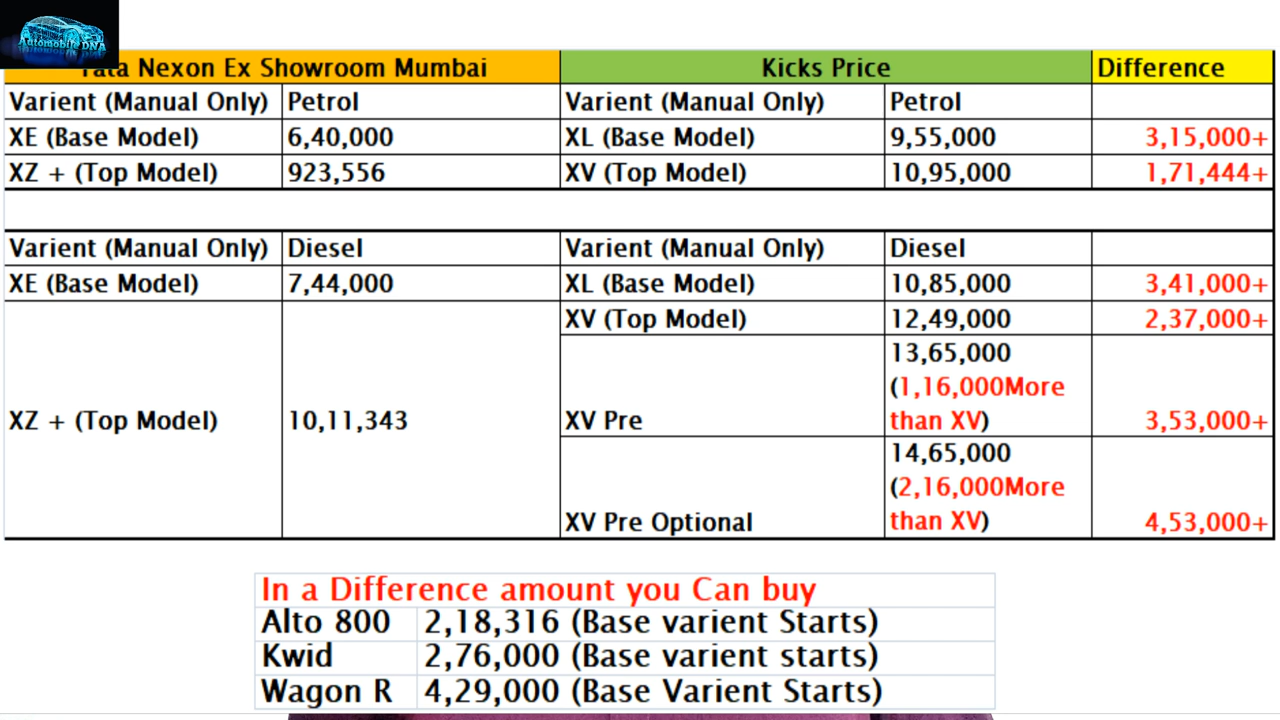 Automobile DNA
Tata Nexon Ex Showroom Mumbai Kicks Price Difference
Varient (Manual Only) Petrol Varient (Manual Only) Petrol
XE (Base Model) 6,40,000 XL (Base Model) 9,55,000 3,15,000+
XZ + (Top Model) 923,556 XV (Top Model) 10,95,000 1,71,444+
Varient (Manual Only) Diesel Varient (Manual Only) Diesel
XE (Base Model) 7,44,000 XL (Base Model) 10,85,000 3,41,000+
XV (Top Model) 12,49,000 2,37,000+
13,65,000
(1,16,000More
XZ + (Top Model) 10,11,343 XV Pre than XV) 3,53,000+
14,65,000
(2,16,000More
XV Pre Optional than XV) 4,53,000+
In a Difference amount you Can buy
Alto 800 2,18,316 (Base varient Starts)
Kwid 2,76,000 (Base varient starts)
Wagon R 4,29,000 (Base Varient Starts)